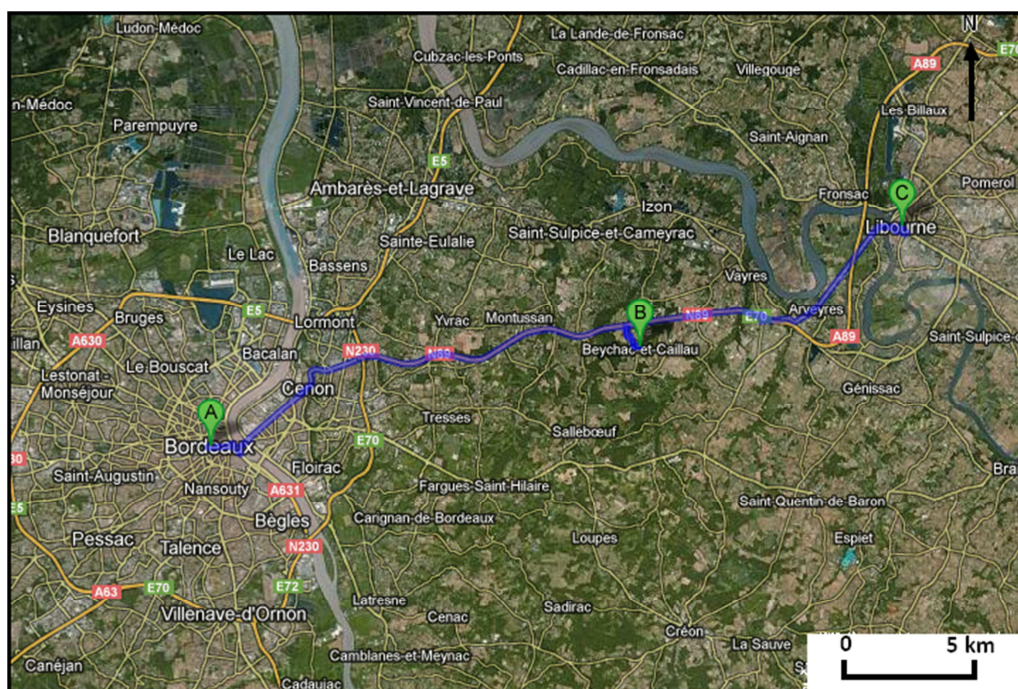 Ludon-Médoc
La Lande-de-Fronsac
N
Cubzac-les-Ponts
E70
A89
Cadillac-en-Fronsadais
Villegouge
n-Médoc
Saint-Vincent-de-Paul
Les Billaux
Parempuyre
Saint-Aignan
E5
Ambarès-et-Lagrave
Pomerol
Fronsac
C
Izon
Libourne
Blanquefort
Sainte-Eulalie
Saint-Sulpice-et-Cameyrac
Le Lac
Bassens
Vayres
Eysines
E5
B
Bruges
Lormont
Yvrac
Montussan
N89
E70
Arveyres
A630
N230
N89
Beychac-et-Caillau
A89
Saint-Sulpice-
Bacalan
Le Bouscat
Lestonat -
Monséjour
Cenon
Génissac
A
Tresses
Bordeaux
E70
Sallebœuf
Saint-Augustin
Floirac
Nansouty
A631
Fargues-Saint-Hilaire
E5
Saint-Quentin-de-Baron
Bègles
Carignan-de-Bordeaux
Pessac
Talence
N230
Loupes
Espiet
A63
E70
E72
Latresne
Villenave-d'Ornon
Cenac
Sadirac
Créon
La Sauve
Canéjan
Camblanes-et-Meynac
Cadaujac
0 5 km